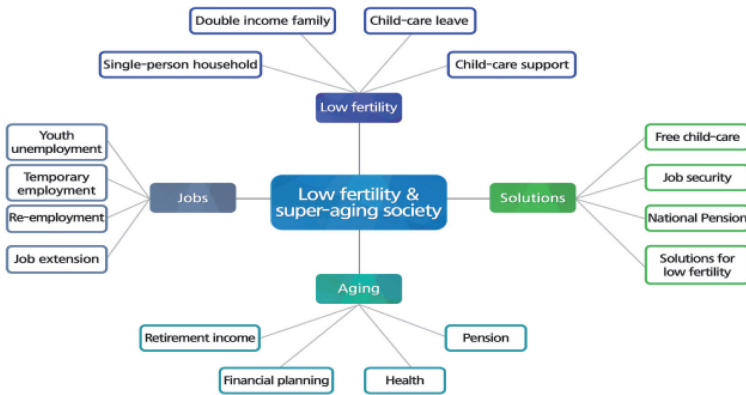 Double income family
Child-care leave
Single-person household
Child-care support
Low fertility
Youth
unemployment
Temporary
employment
Re-employment
Job extension
Jobs
Low fertility &
super-aging society
Solutions
Free child-care
Job security
National Pension
Solutions for
low fertility
Aging
Retirement income
Pension
Financial planning
Health